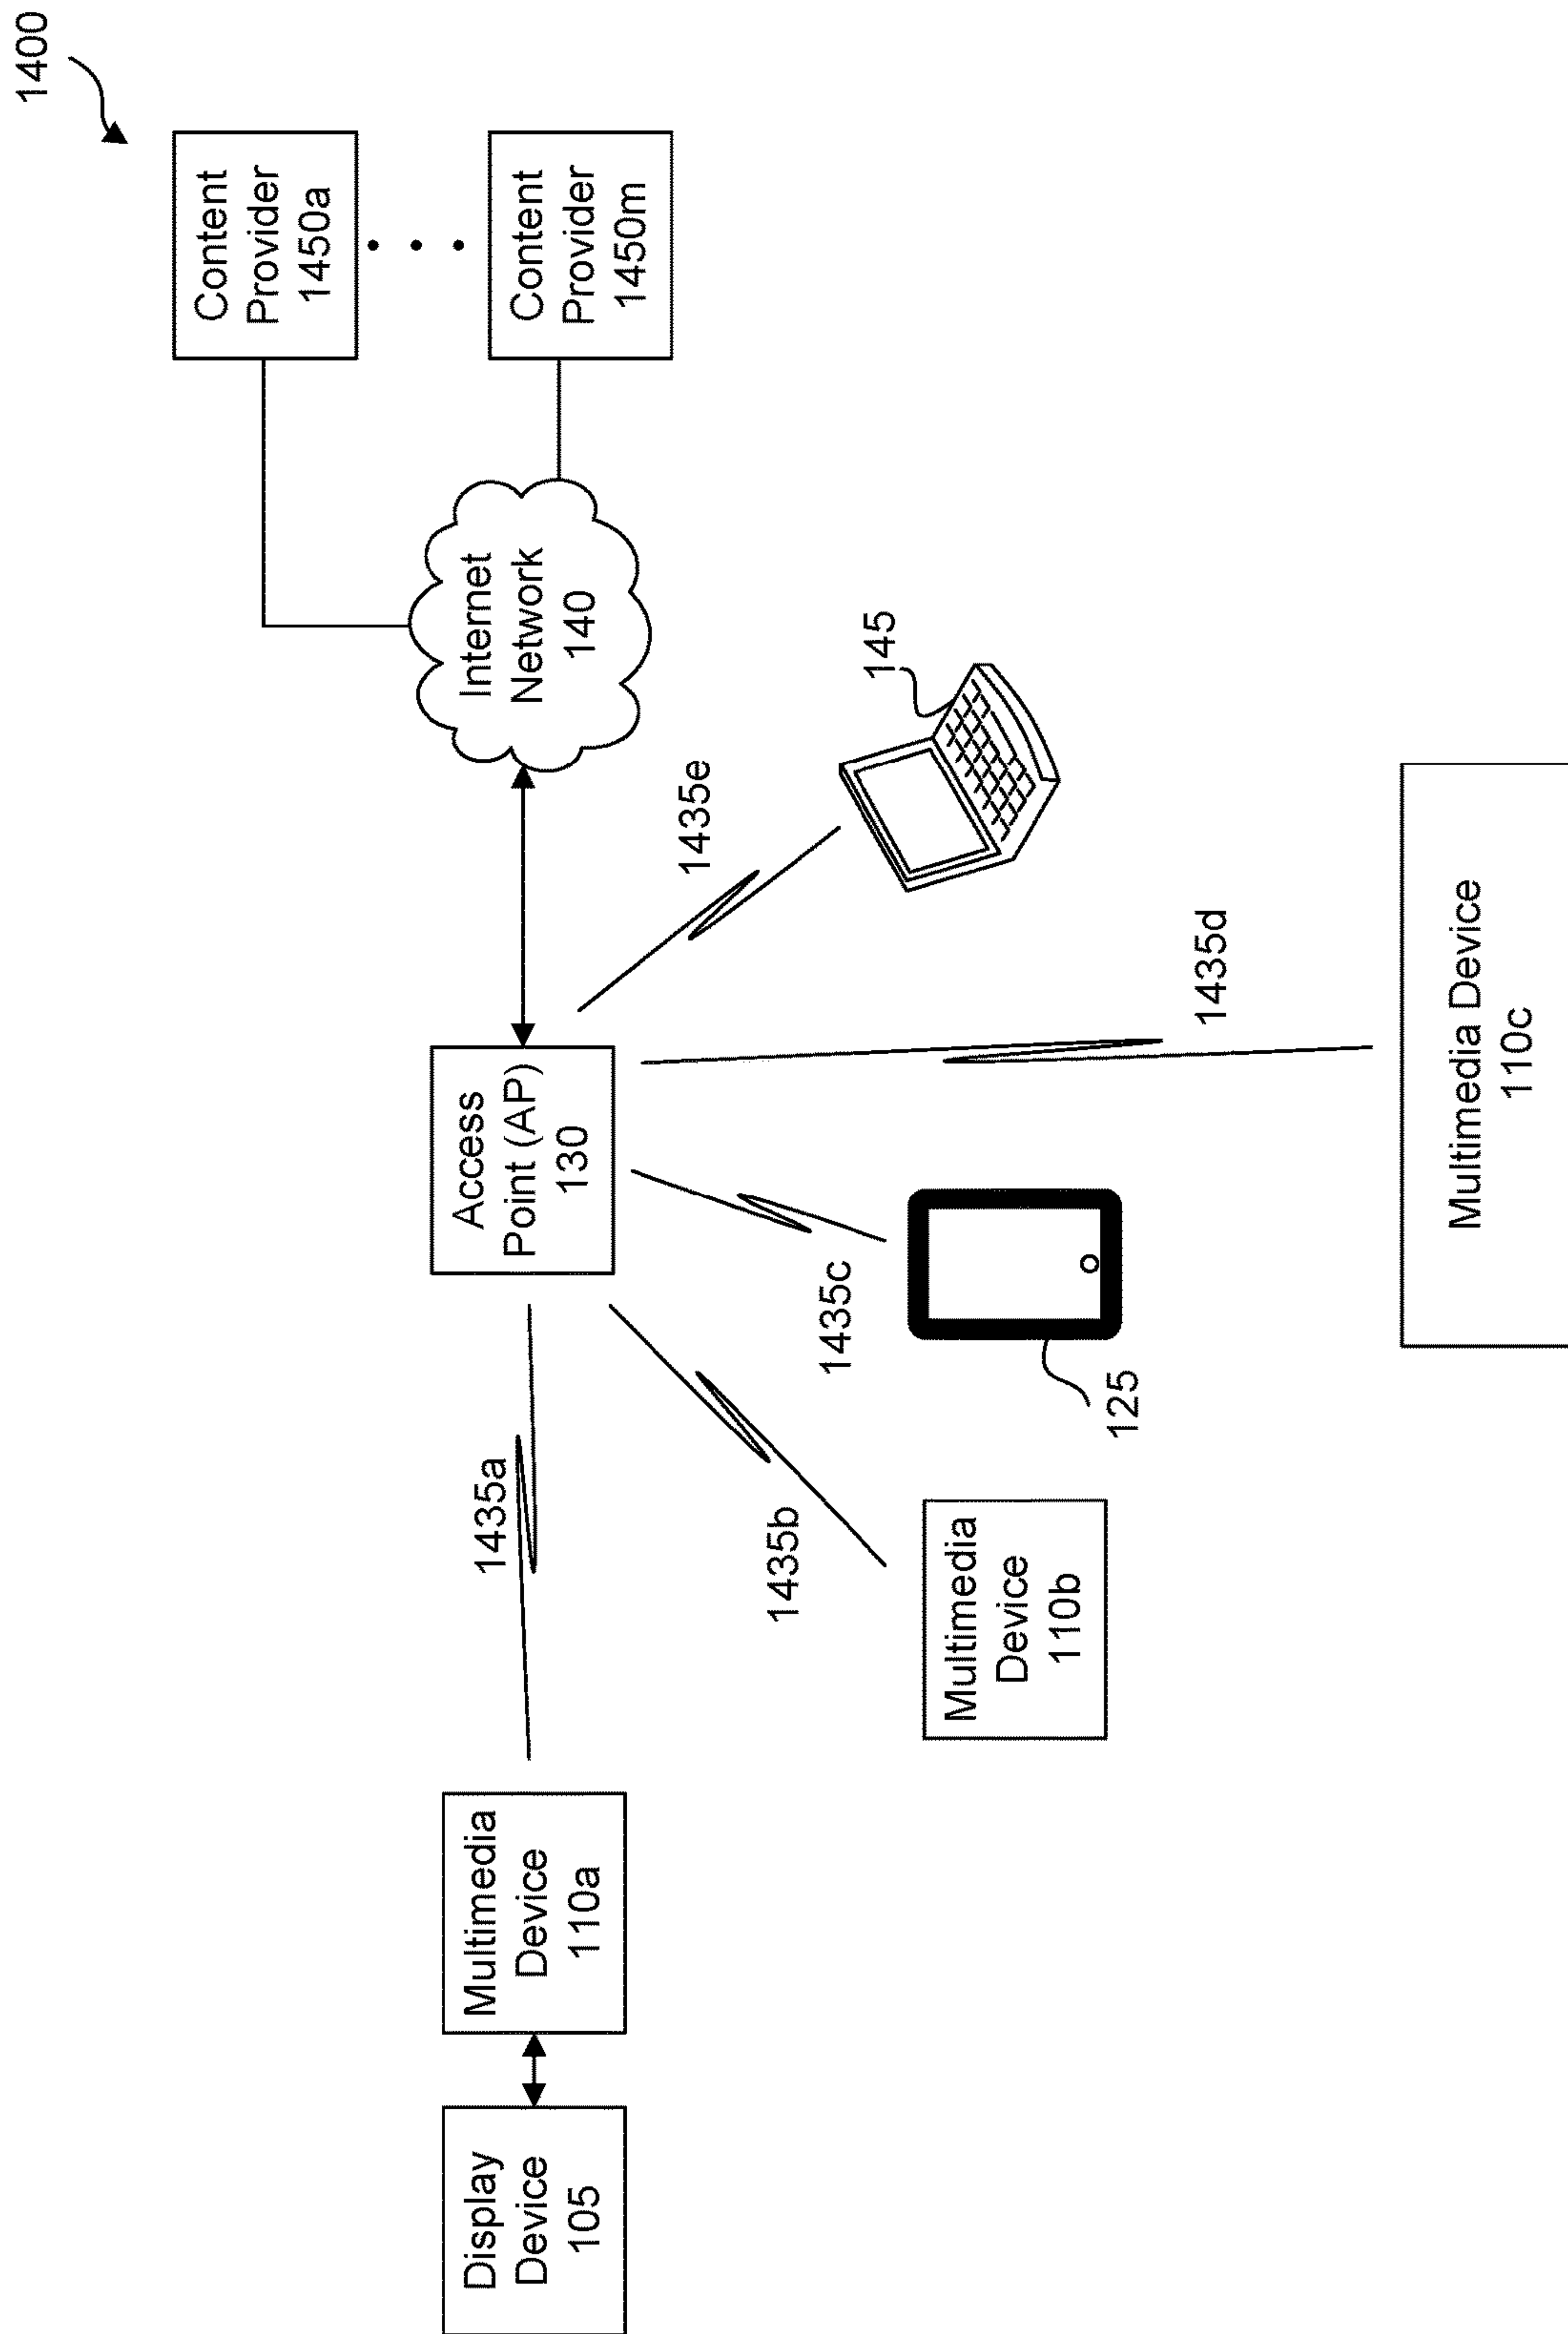 1400
Content
Provider
1450a
Content
Provider
1450m
Internet
Network
140
Access
Point (AP)
130
Display
Device
105
Multimedia
Device
110a
1435a
1435b
1435c
1435e
1435d
145
125
Multimedia
Device
110b
Multimedia Device
110c